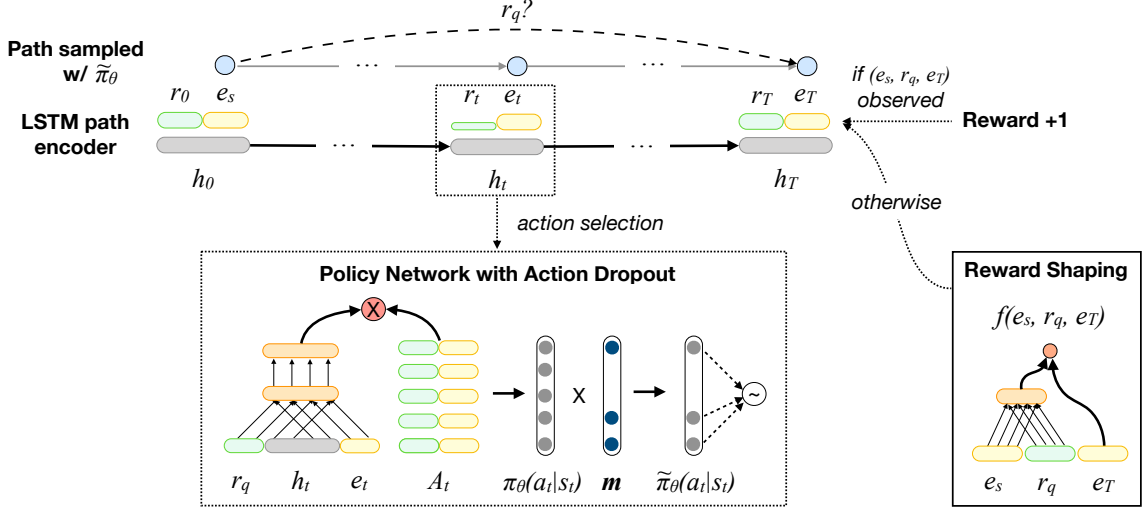 r_q?
Path sampled
w/ π̃_θ
...
...
r_0 e_s
r_t e_t
r_T e_T
if (e_s, r_q, e_T)
observed
Reward +1
LSTM path
encoder
...
...
h_0
h_t
h_T
otherwise
action selection
Policy Network with Action Dropout
Reward Shaping
f(e_s, r_q, e_T)
X
X
~
r_q h_t e_t A_t π_θ(a_t|s_t) m π̃_θ(a_t|s_t)
e_s r_q e_T